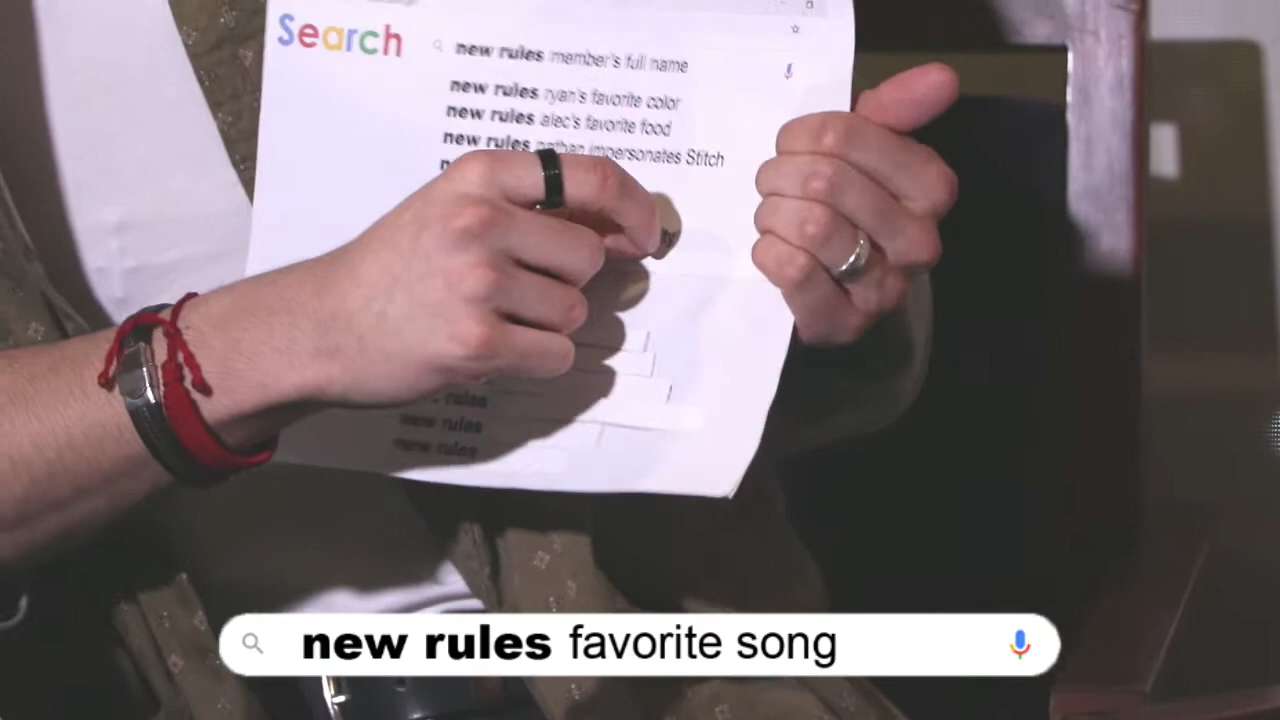 Search
new rules member's full name
new rules ryan's favorite color
new rules alec's favorite food
new rules nathan impersonates Stitch
new rules
new rules
new rules
new rules favorite song